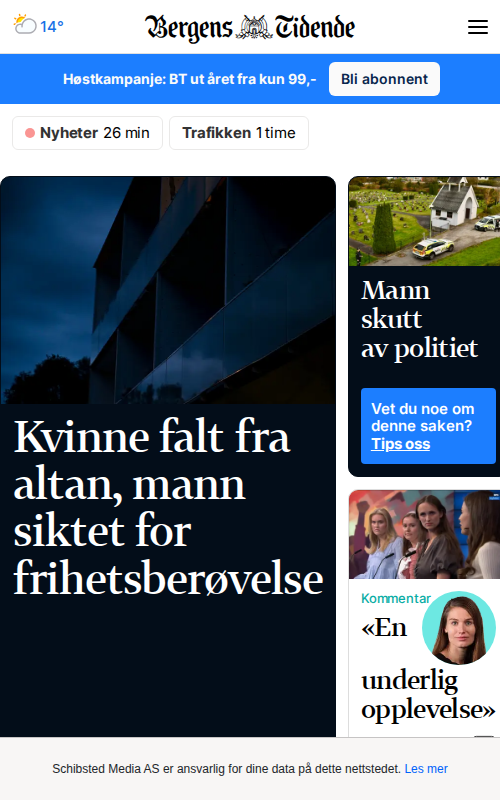 14°
Bergens Tidende
Høstkampanje: BT ut året fra kun 99,-
Bli abonnent
Nyheter 26 min
Trafikken 1 time
Kvinne falt fra
altan, mann
siktet for
frihetsberøvelse
Mann
skutt
av politiet
Vet du noe om
denne saken?
Tips oss
Kommentar
«En
underlig
opplevelse»
Schibsted Media AS er ansvarlig for dine data på dette nettstedet. Les mer